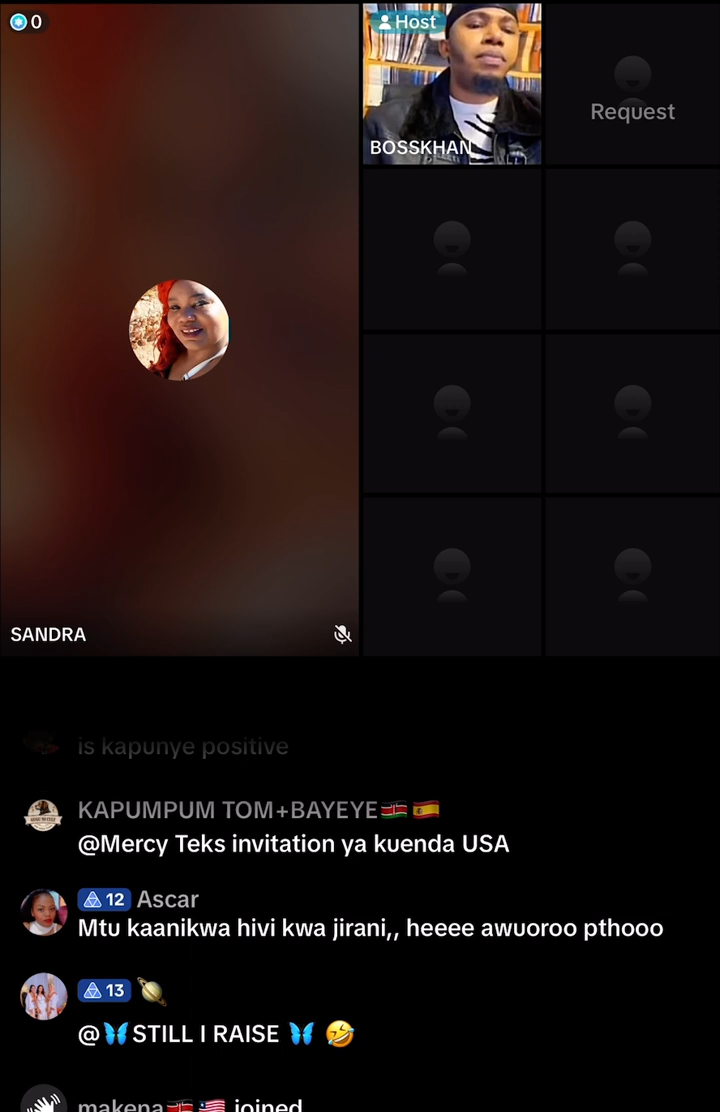 0
Host
BOSSKHAN
Request
SANDRA
is kapunye positive
KAPUMPUM TOM+BAYEYE🇰🇪🇪🇸
@Mercy Teks invitation ya kuenda USA
12 Ascar
Mtu kaanikwa hivi kwa jirani,, heeee awuoroo pthooo
13 🪐
@🦋STILL I RAISE 🦋 🤣
makena🇰🇪🇱🇷 joined